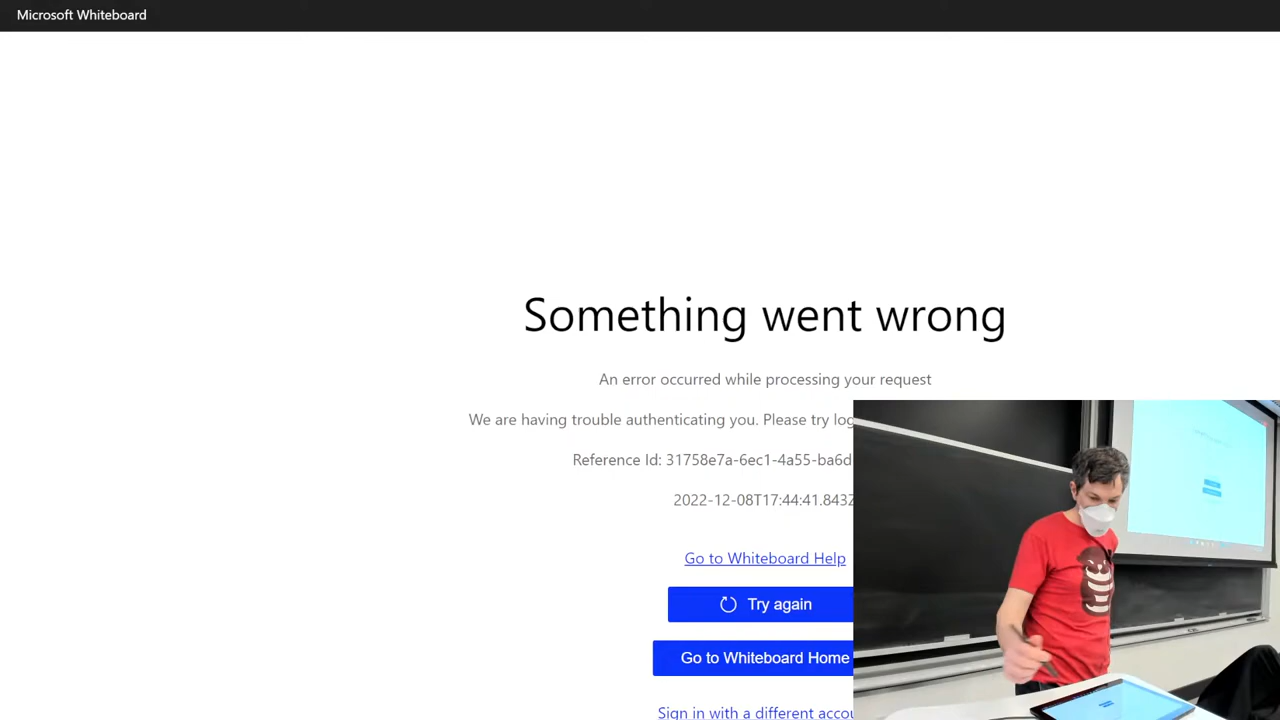 Microsoft Whiteboard
Something went wrong
An error occurred while processing your request
We are having trouble authenticating you. Please try log
Reference Id: 31758e7a-6ec1-4a55-ba6d
2022-12-08T17:44:41.843Z
Go to Whiteboard Help
Try again
Go to Whiteboard Home
Sign in with a different accou